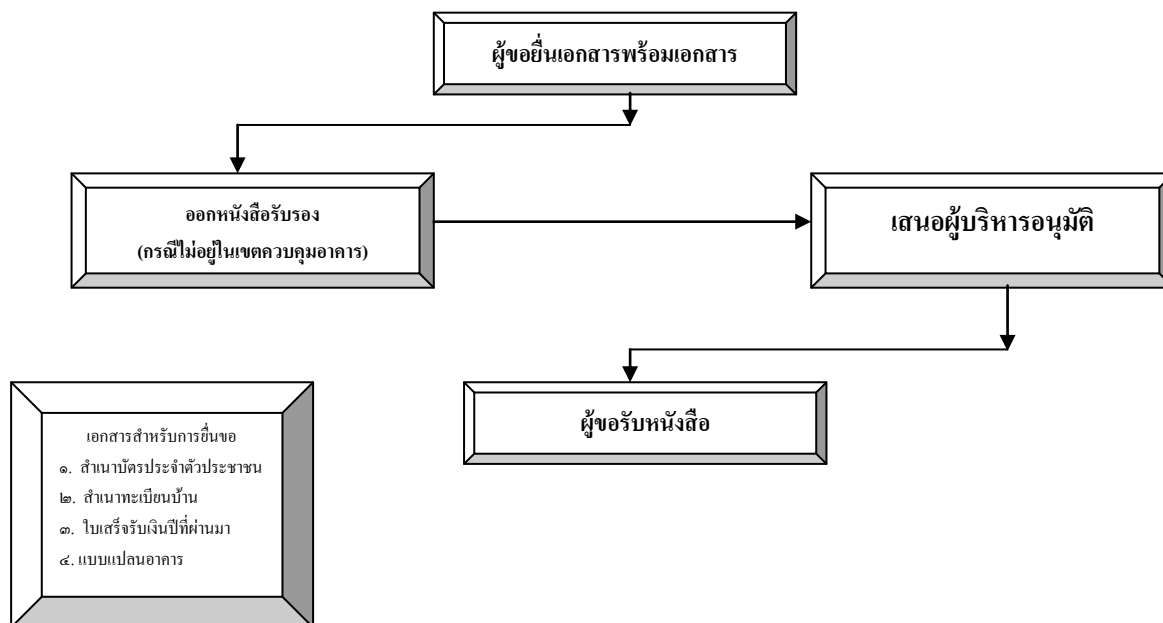 ผู้ขอยื่นเอกสารพร้อมเอกสาร
ออกหนังสือรับรอง
(กรณีไม่อยู่ในเขตควบคุมอาคาร)
เสนอผู้บริหารอนุมัติ
ผู้ขอรับหนังสือ
เอกสารสำหรับการยื่นขอ
๑. สำเนาบัตรประจำตัวประชาชน
๒. สำเนาทะเบียนบ้าน
๓. ใบเสร็จรับเงินปีที่ผ่านมา
๔. แบบแปลนอาคาร